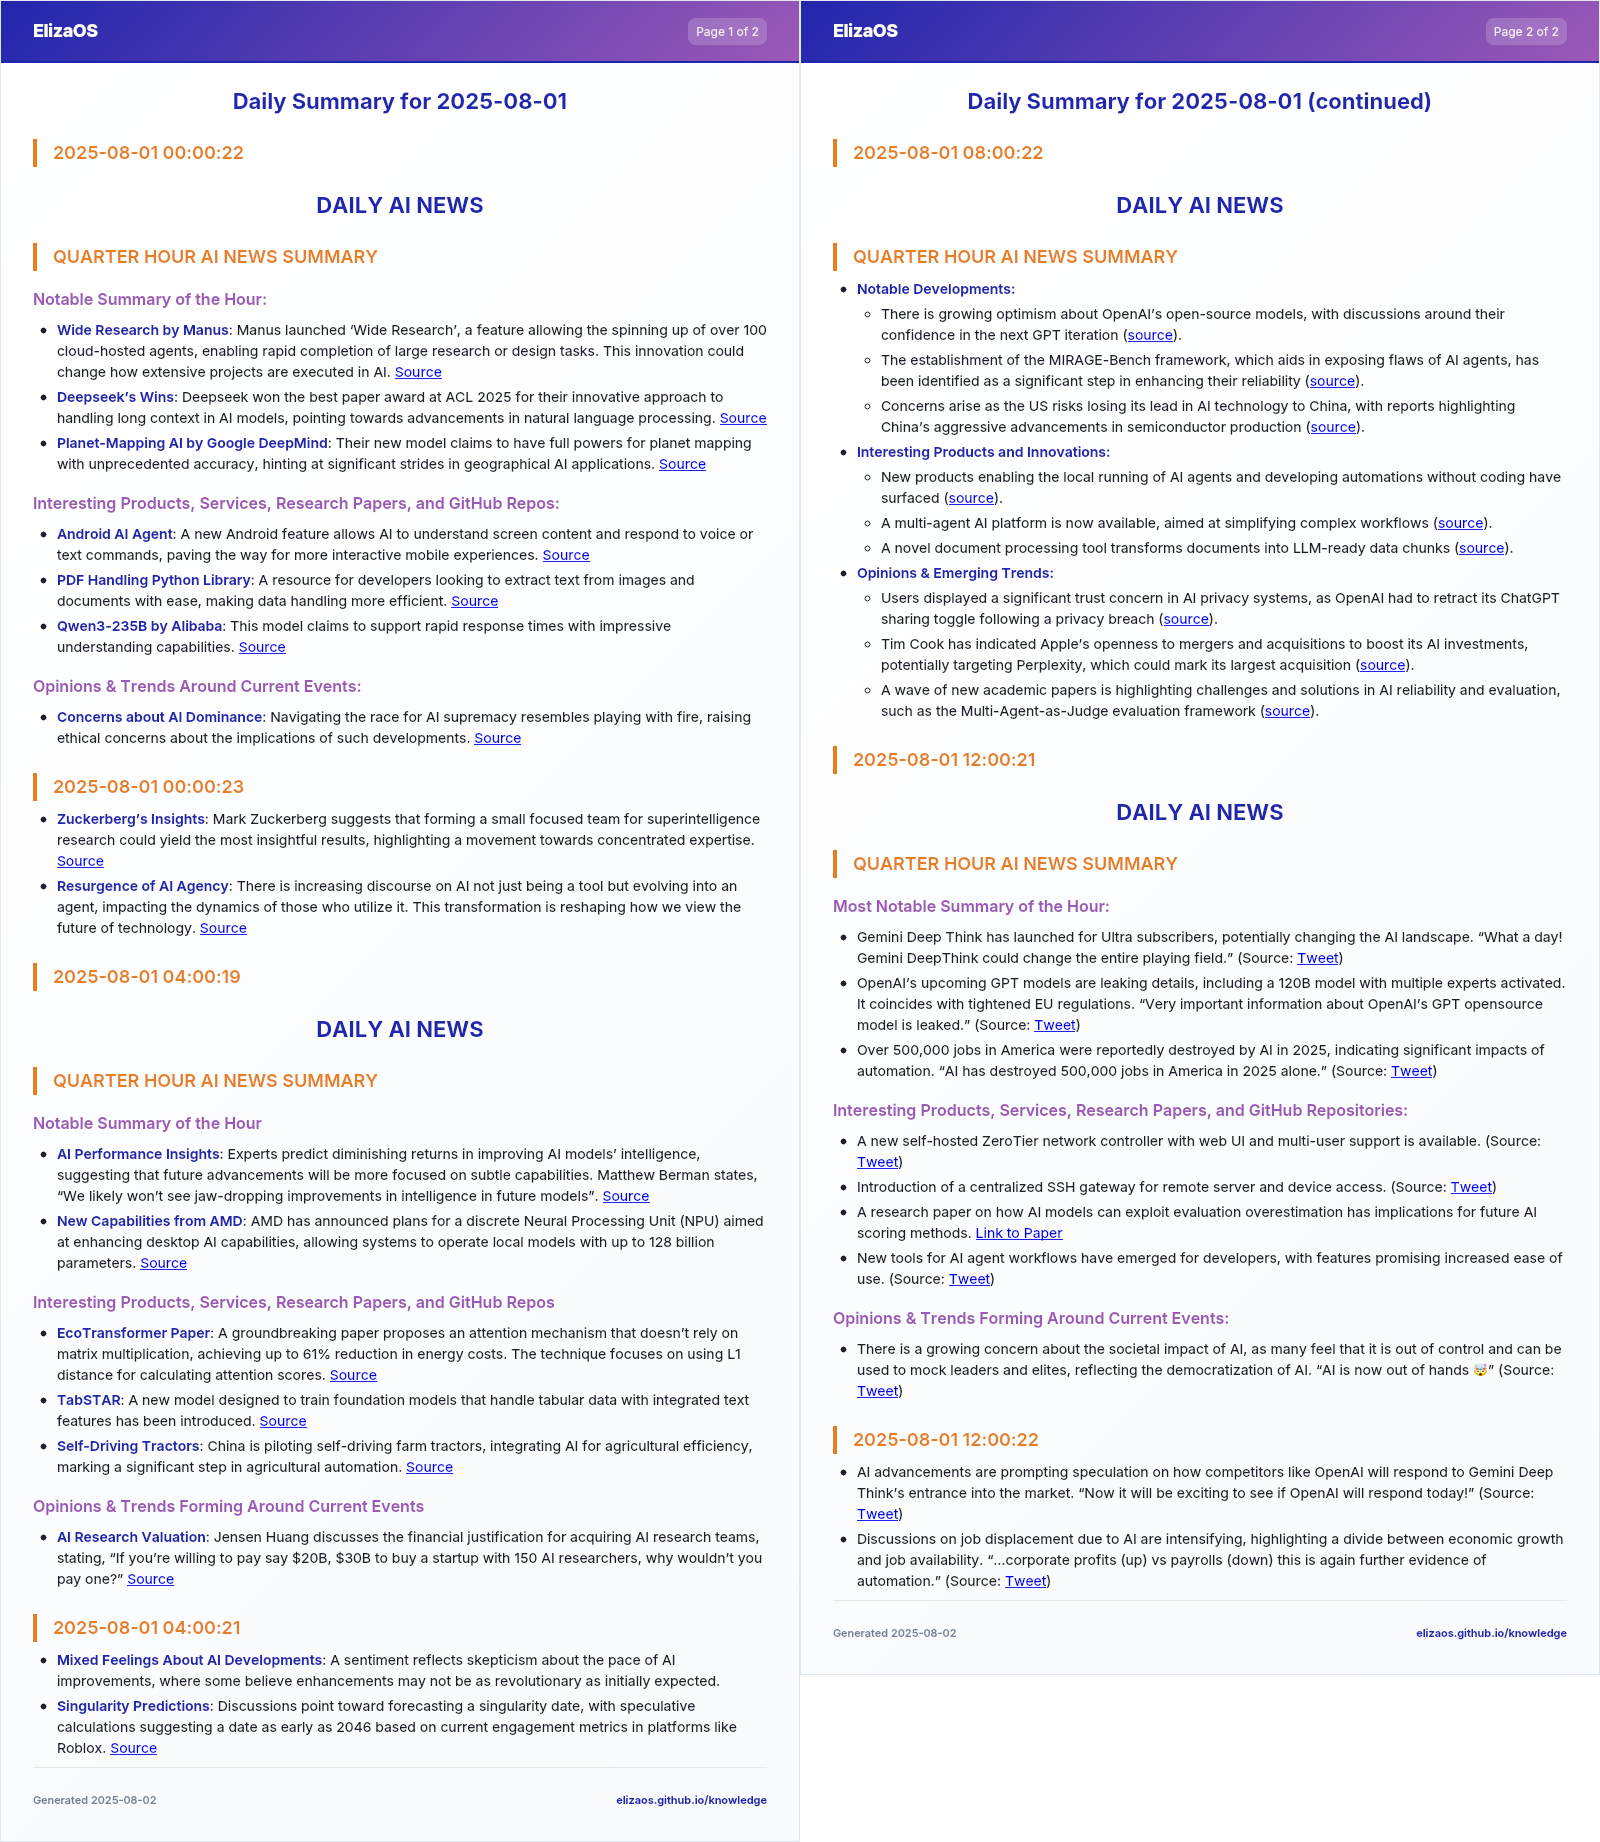 ElizaOS
Page 1 of 2
Daily Summary for 2025-08-01
2025-08-01 00:00:22
DAILY AI NEWS
QUARTER HOUR AI NEWS SUMMARY
Notable Summary of the Hour:
• Wide Research by Manus: Manus launched ‘Wide Research’, a feature allowing the spinning up of over 100
cloud-hosted agents, enabling rapid completion of large research or design tasks. This innovation could
change how extensive projects are executed in AI. Source
• Deepseek’s Wins: Deepseek won the best paper award at ACL 2025 for their innovative approach to
handling long context in AI models, pointing towards advancements in natural language processing. Source
• Planet-Mapping AI by Google DeepMind: Their new model claims to have full powers for planet mapping
with unprecedented accuracy, hinting at significant strides in geographical AI applications. Source
Interesting Products, Services, Research Papers, and GitHub Repos:
• Android AI Agent: A new Android feature allows AI to understand screen content and respond to voice or
text commands, paving the way for more interactive mobile experiences. Source
• PDF Handling Python Library: A resource for developers looking to extract text from images and
documents with ease, making data handling more efficient. Source
• Qwen3-235B by Alibaba: This model claims to support rapid response times with impressive
understanding capabilities. Source
Opinions & Trends Around Current Events:
• Concerns about AI Dominance: Navigating the race for AI supremacy resembles playing with fire, raising
ethical concerns about the implications of such developments. Source
2025-08-01 00:00:23
• Zuckerberg’s Insights: Mark Zuckerberg suggests that forming a small focused team for superintelligence
research could yield the most insightful results, highlighting a movement towards concentrated expertise.
Source
• Resurgence of AI Agency: There is increasing discourse on AI not just being a tool but evolving into an
agent, impacting the dynamics of those who utilize it. This transformation is reshaping how we view the
future of technology. Source
2025-08-01 04:00:19
DAILY AI NEWS
QUARTER HOUR AI NEWS SUMMARY
Notable Summary of the Hour
• AI Performance Insights: Experts predict diminishing returns in improving AI models’ intelligence,
suggesting that future advancements will be more focused on subtle capabilities. Matthew Berman states,
“We likely won’t see jaw-dropping improvements in intelligence in future models”. Source
• New Capabilities from AMD: AMD has announced plans for a discrete Neural Processing Unit (NPU) aimed
at enhancing desktop AI capabilities, allowing systems to operate local models with up to 128 billion
parameters. Source
Interesting Products, Services, Research Papers, and GitHub Repos
• EcoTransformer Paper: A groundbreaking paper proposes an attention mechanism that doesn’t rely on
matrix multiplication, achieving up to 61% reduction in energy costs. The technique focuses on using L1
distance for calculating attention scores. Source
• TabSTAR: A new model designed to train foundation models that handle tabular data with integrated text
features has been introduced. Source
• Self-Driving Tractors: China is piloting self-driving farm tractors, integrating AI for agricultural efficiency,
marking a significant step in agricultural automation. Source
Opinions & Trends Forming Around Current Events
• AI Research Valuation: Jensen Huang discusses the financial justification for acquiring AI research teams,
stating, “If you’re willing to pay say $20B, $30B to buy a startup with 150 AI researchers, why wouldn’t you
pay one?” Source
2025-08-01 04:00:21
• Mixed Feelings About AI Developments: A sentiment reflects skepticism about the pace of AI
improvements, where some believe enhancements may not be as revolutionary as initially expected.
• Singularity Predictions: Discussions point toward forecasting a singularity date, with speculative
calculations suggesting a date as early as 2046 based on current engagement metrics in platforms like
Roblox. Source
Generated 2025-08-02
elizaos.github.io/knowledge
ElizaOS
Page 2 of 2
Daily Summary for 2025-08-01 (continued)
2025-08-01 08:00:22
DAILY AI NEWS
QUARTER HOUR AI NEWS SUMMARY
• Notable Developments:
◦ There is growing optimism about OpenAI’s open-source models, with discussions around their
confidence in the next GPT iteration (source).
◦ The establishment of the MIRAGE-Bench framework, which aids in exposing flaws of AI agents, has
been identified as a significant step in enhancing their reliability (source).
◦ Concerns arise as the US risks losing its lead in AI technology to China, with reports highlighting
China’s aggressive advancements in semiconductor production (source).
• Interesting Products and Innovations:
◦ New products enabling the local running of AI agents and developing automations without coding have
surfaced (source).
◦ A multi-agent AI platform is now available, aimed at simplifying complex workflows (source).
◦ A novel document processing tool transforms documents into LLM-ready data chunks (source).
• Opinions & Emerging Trends:
◦ Users displayed a significant trust concern in AI privacy systems, as OpenAI had to retract its ChatGPT
sharing toggle following a privacy breach (source).
◦ Tim Cook has indicated Apple’s openness to mergers and acquisitions to boost its AI investments,
potentially targeting Perplexity, which could mark its largest acquisition (source).
◦ A wave of new academic papers is highlighting challenges and solutions in AI reliability and evaluation,
such as the Multi-Agent-as-Judge evaluation framework (source).
2025-08-01 12:00:21
DAILY AI NEWS
QUARTER HOUR AI NEWS SUMMARY
Most Notable Summary of the Hour:
• Gemini Deep Think has launched for Ultra subscribers, potentially changing the AI landscape. “What a day!
Gemini DeepThink could change the entire playing field.” (Source: Tweet)
• OpenAI’s upcoming GPT models are leaking details, including a 120B model with multiple experts activated.
It coincides with tightened EU regulations. “Very important information about OpenAI’s GPT opensource
model is leaked.” (Source: Tweet)
• Over 500,000 jobs in America were reportedly destroyed by AI in 2025, indicating significant impacts of
automation. “AI has destroyed 500,000 jobs in America in 2025 alone.” (Source: Tweet)
Interesting Products, Services, Research Papers, and GitHub Repositories:
• A new self-hosted ZeroTier network controller with web UI and multi-user support is available. (Source:
Tweet)
• Introduction of a centralized SSH gateway for remote server and device access. (Source: Tweet)
• A research paper on how AI models can exploit evaluation overestimation has implications for future AI
scoring methods. Link to Paper
• New tools for AI agent workflows have emerged for developers, with features promising increased ease of
use. (Source: Tweet)
Opinions & Trends Forming Around Current Events:
• There is a growing concern about the societal impact of AI, as many feel that it is out of control and can be
used to mock leaders and elites, reflecting the democratization of AI. “AI is now out of hands 🤯” (Source:
Tweet)
2025-08-01 12:00:22
• AI advancements are prompting speculation on how competitors like OpenAI will respond to Gemini Deep
Think’s entrance into the market. “Now it will be exciting to see if OpenAI will respond today!” (Source:
Tweet)
• Discussions on job displacement due to AI are intensifying, highlighting a divide between economic growth
and job availability. “…corporate profits (up) vs payrolls (down) this is again further evidence of
automation.” (Source: Tweet)
Generated 2025-08-02
elizaos.github.io/knowledge